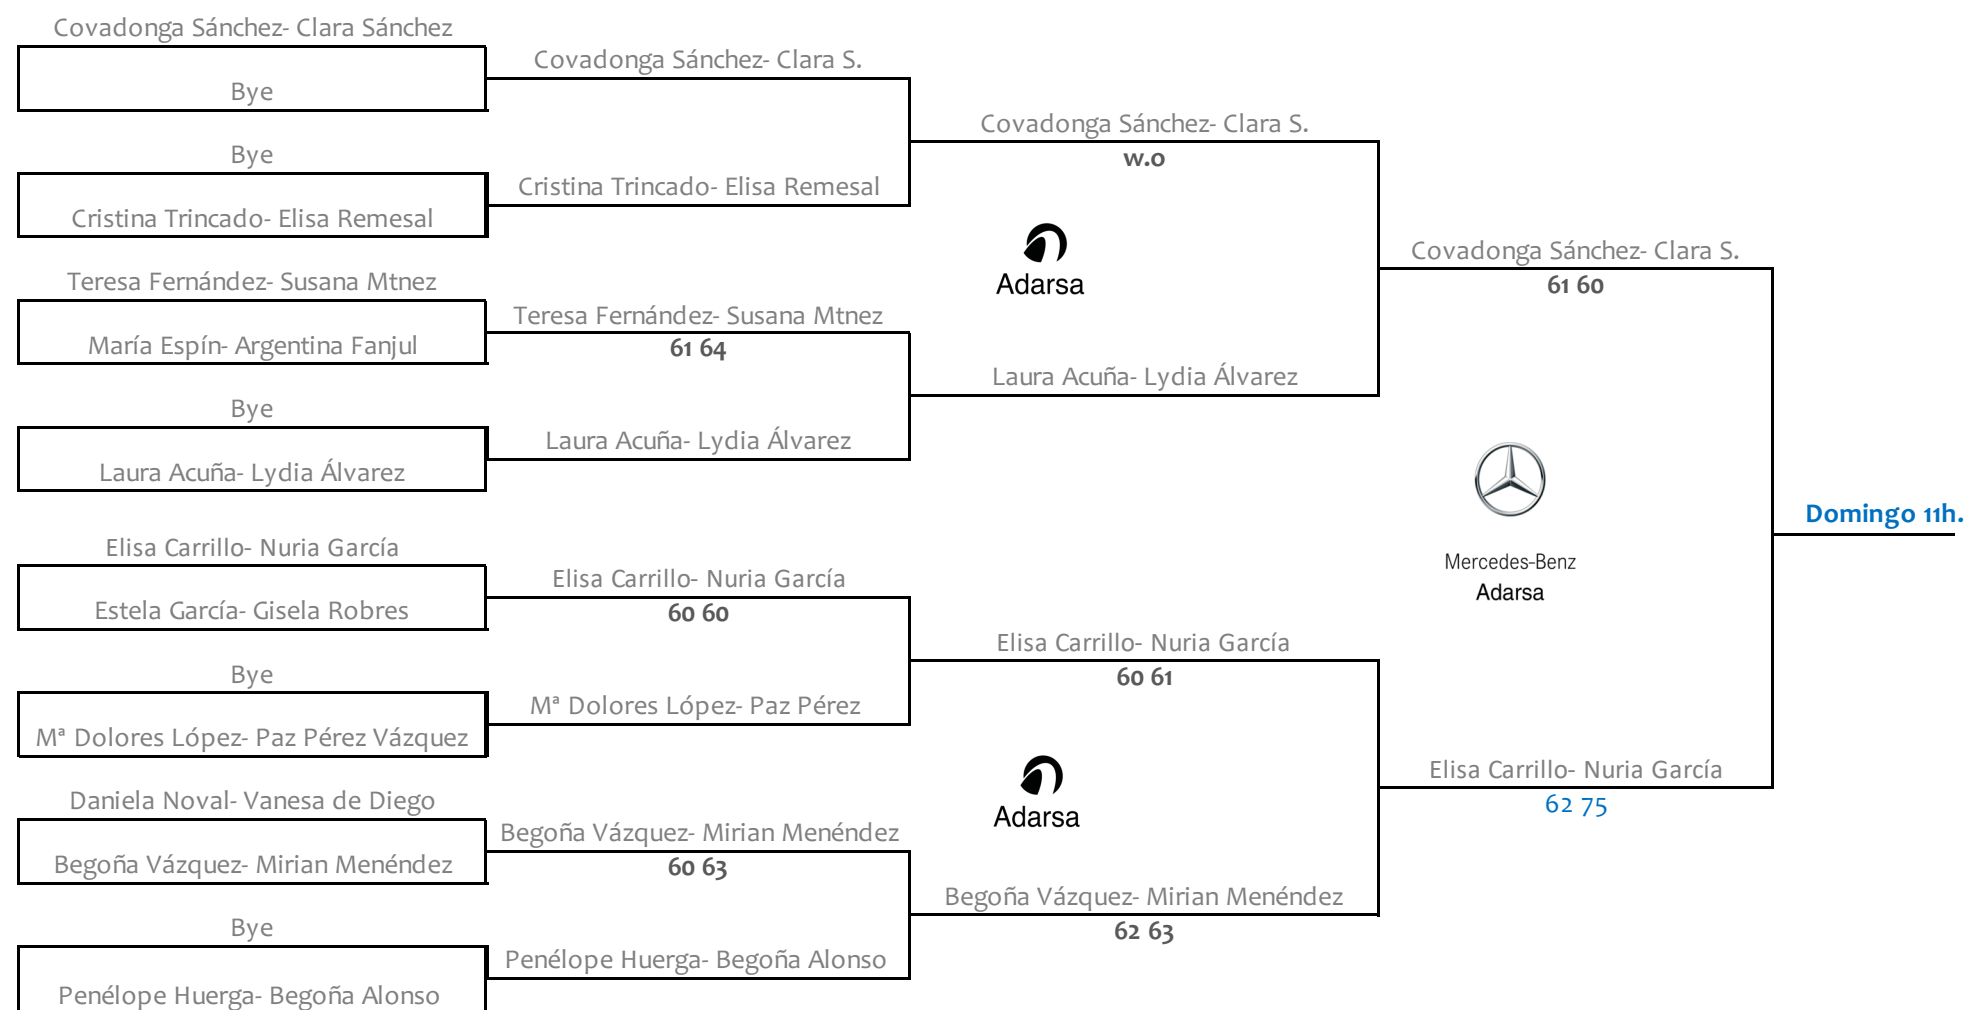 Covadonga Sánchez- Clara Sánchez
Bye
Bye
Cristina Trincado- Elisa Remesal
Teresa Fernández- Susana Mtnez
María Espín- Argentina Fanjul
Bye
Laura Acuña- Lydia Álvarez
Elisa Carrillo- Nuria García
Estela García- Gisela Robres
Bye
Mª Dolores López- Paz Pérez Vázquez
Daniela Noval- Vanesa de Diego
Begoña Vázquez- Mirian Menéndez
Bye
Penélope Huerga- Begoña Alonso
Covadonga Sánchez- Clara S.
Cristina Trincado- Elisa Remesal
Teresa Fernández- Susana Mtnez
61 64
Laura Acuña- Lydia Álvarez
Elisa Carrillo- Nuria García
60 60
Mª Dolores López- Paz Pérez
Begoña Vázquez- Mirian Menéndez
60 63
Penélope Huerga- Begoña Alonso
Covadonga Sánchez- Clara S.
w.o
Adarsa
Laura Acuña- Lydia Álvarez
Elisa Carrillo- Nuria García
60 61
Adarsa
Begoña Vázquez- Mirian Menéndez
62 63
Covadonga Sánchez- Clara S.
61 60
Mercedes-Benz
Adarsa
Elisa Carrillo- Nuria García
62 75
Domingo 11h.